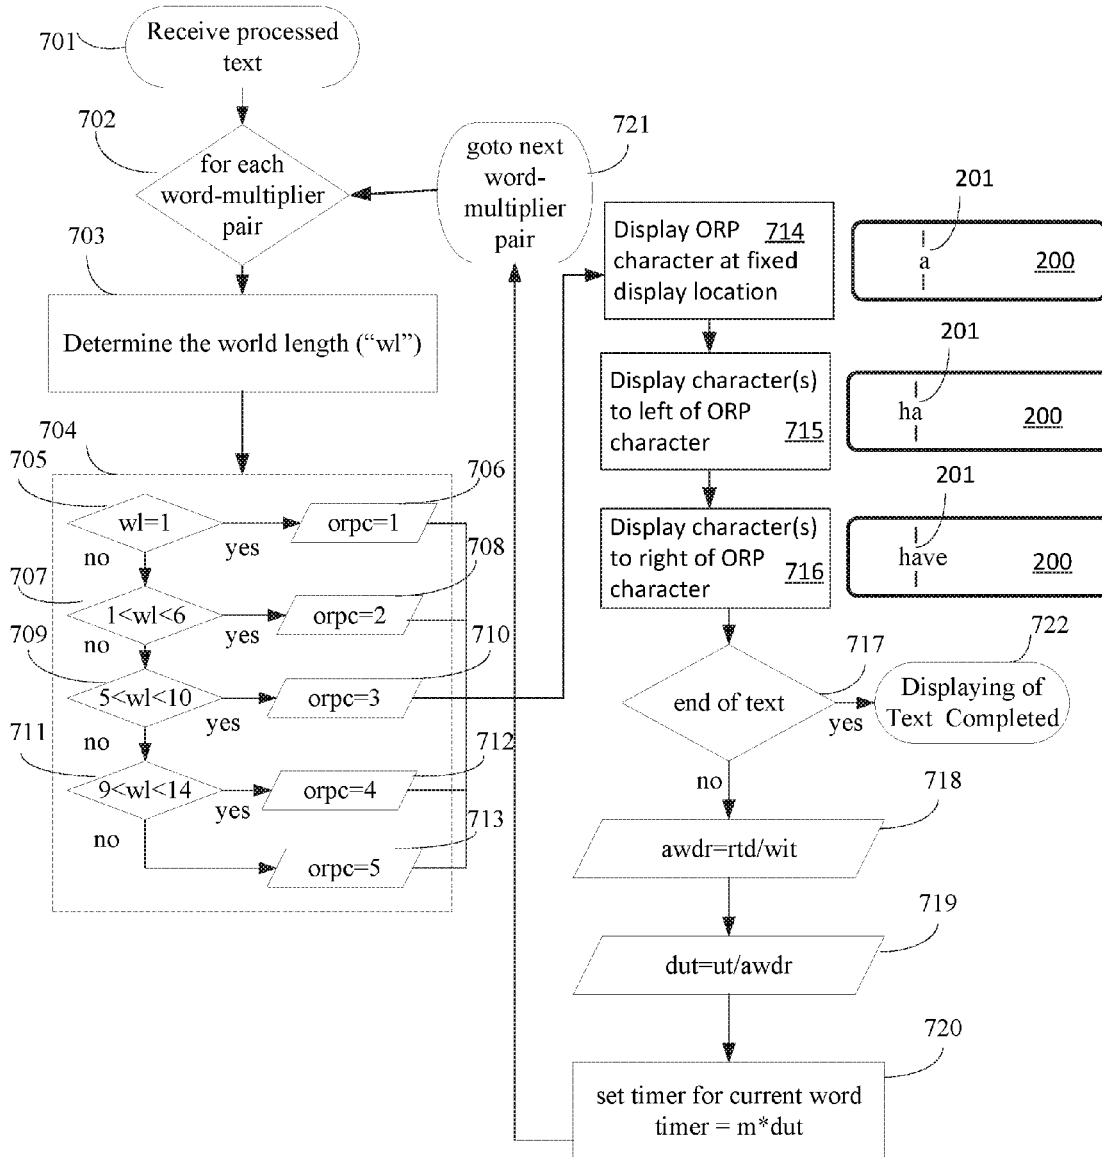 701
Receive processed
text
702
for each
word-multiplier
pair
721
goto next
word-
multiplier
pair
703
Determine the world length (“wl”)
704
705
wl=1
yes
706
orpc=1
no
707
1<wl<6
yes
708
orpc=2
no
709
5<wl<10
yes
710
orpc=3
no
711
9<wl<14
yes
712
orpc=4
no
713
orpc=5
Display ORP 714
character at fixed
display location
201
a 200
Display character(s)
to left of ORP
character 715
201
ha 200
Display character(s)
to right of ORP
character 716
201
have 200
717
end of text
yes
722
Displaying of
Text Completed
no
718
awdr=rtd/wit
719
dut=ut/awdr
720
set timer for current word
timer = m*dut